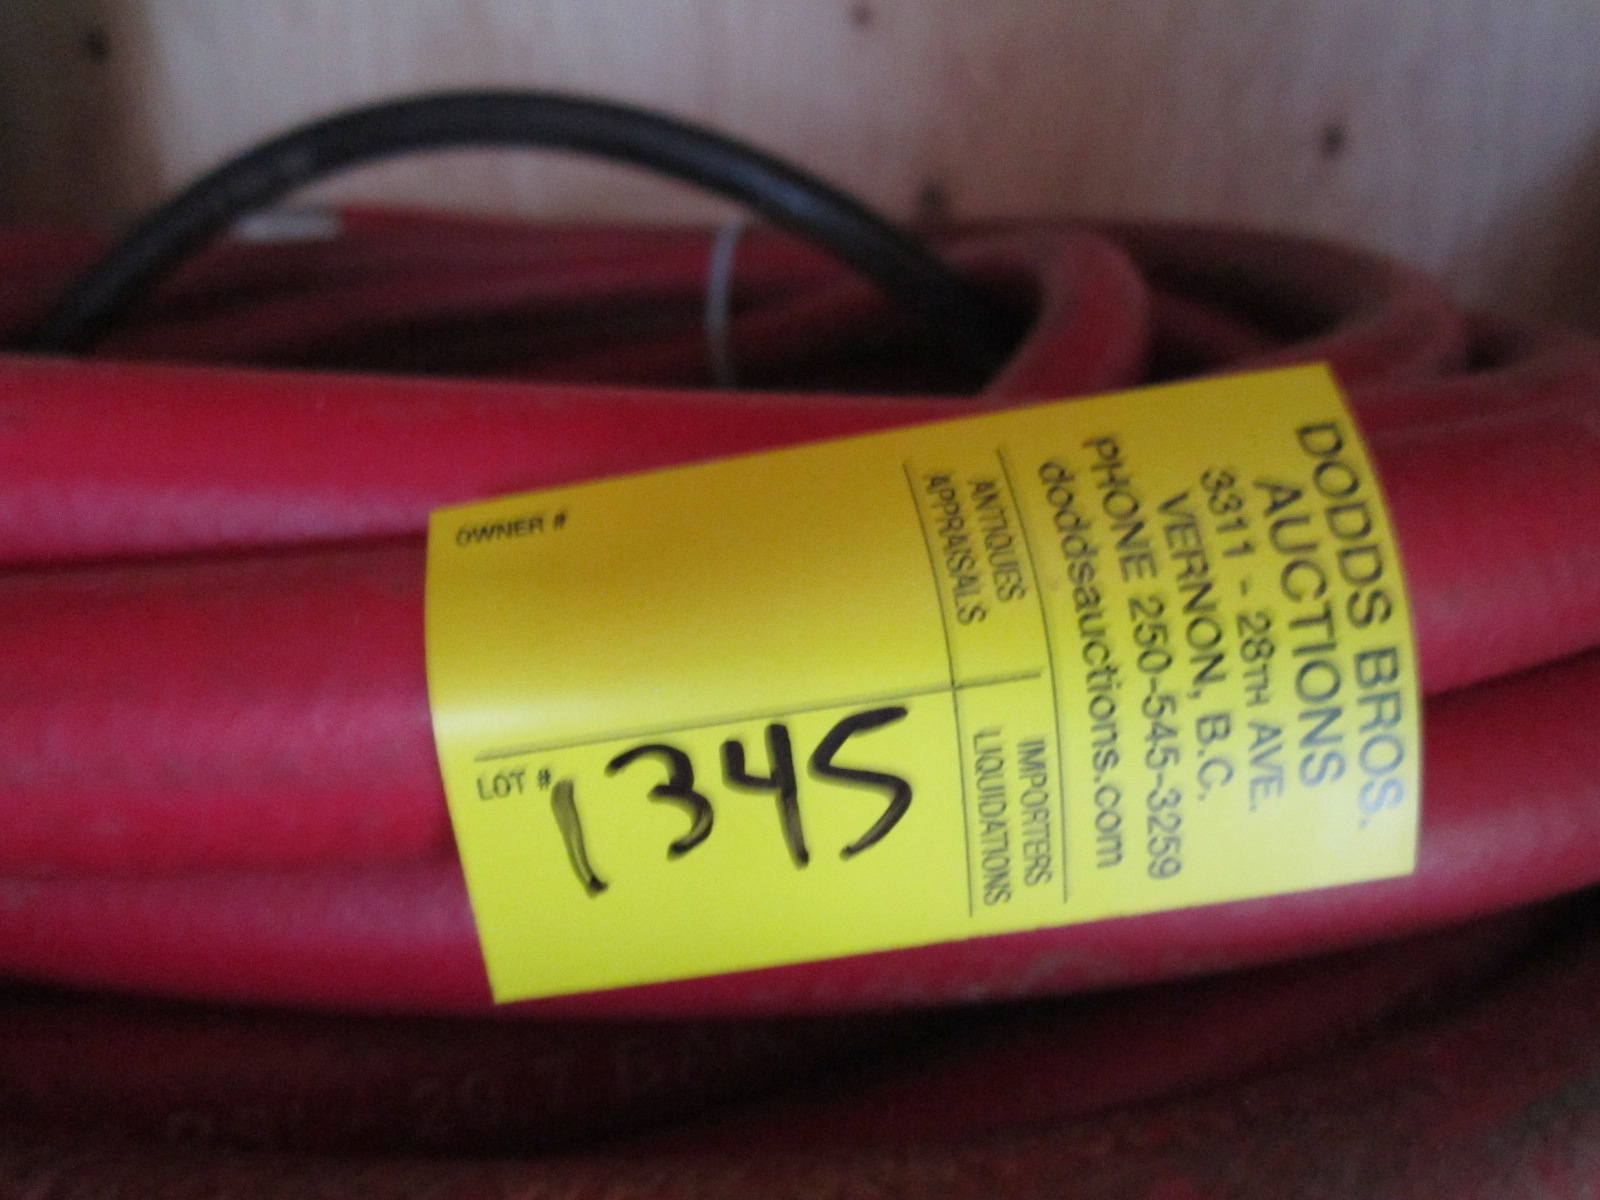 DODDS BROS.
AUCTIONS
3311 - 28TH AVE.
VERNON, B.C.
PHONE 250-545-3259
doddsauctions.com
ANTIQUES
APPRAISALS
IMPORTERS
LIQUIDATIONS
OWNER #
LOT # 1345